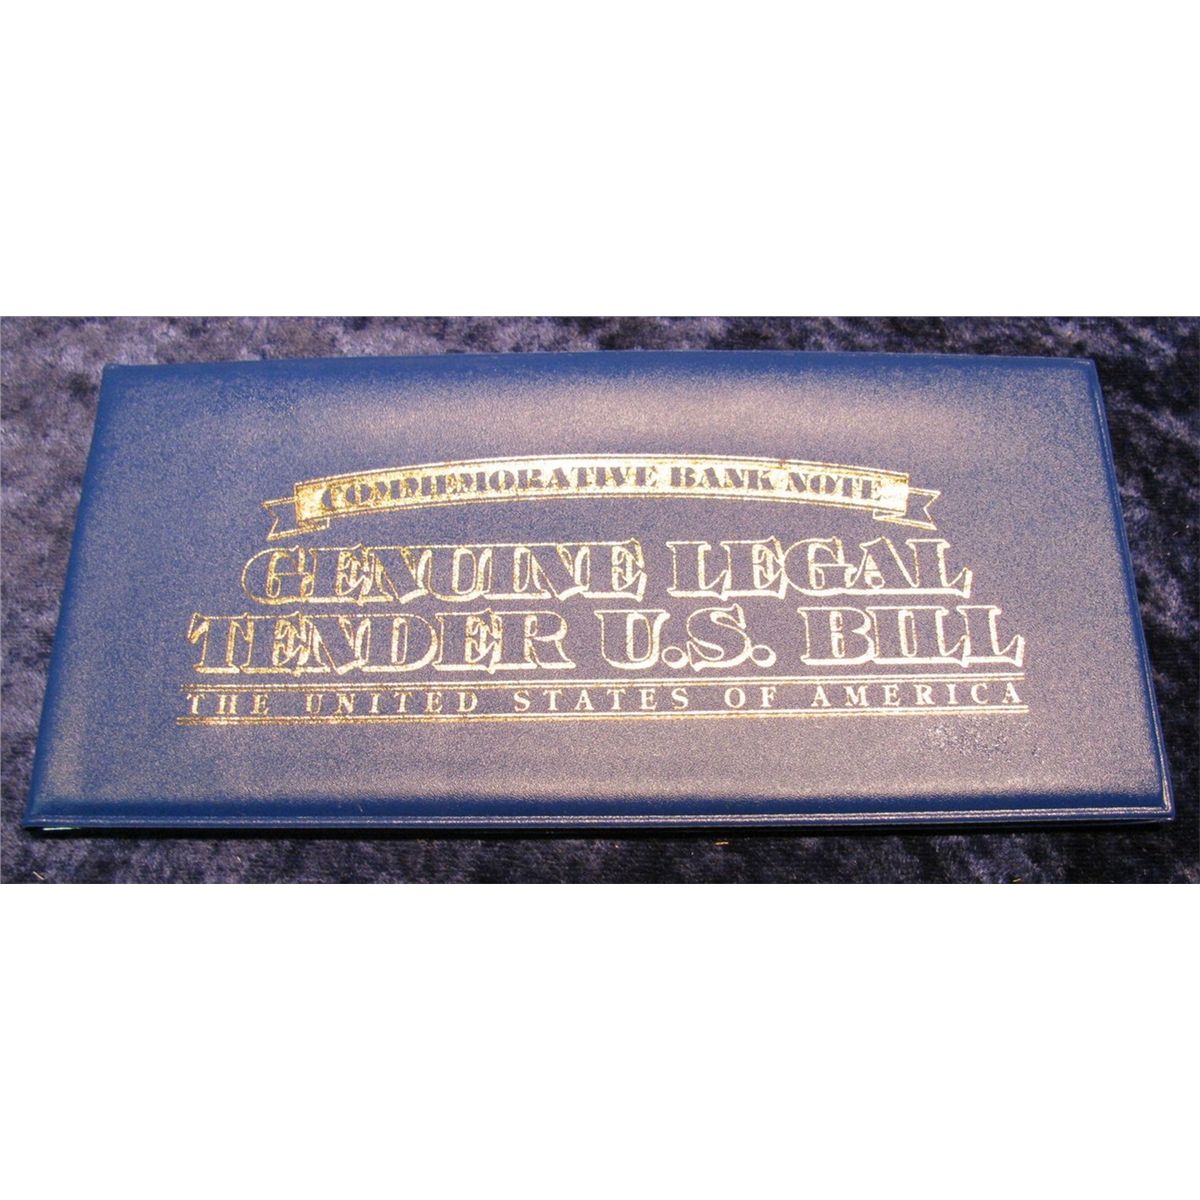 COMMEMORATIVE BANK NOTE
GENUINE LEGAL
TENDER U.S. BILL
THE UNITED STATES OF AMERICA